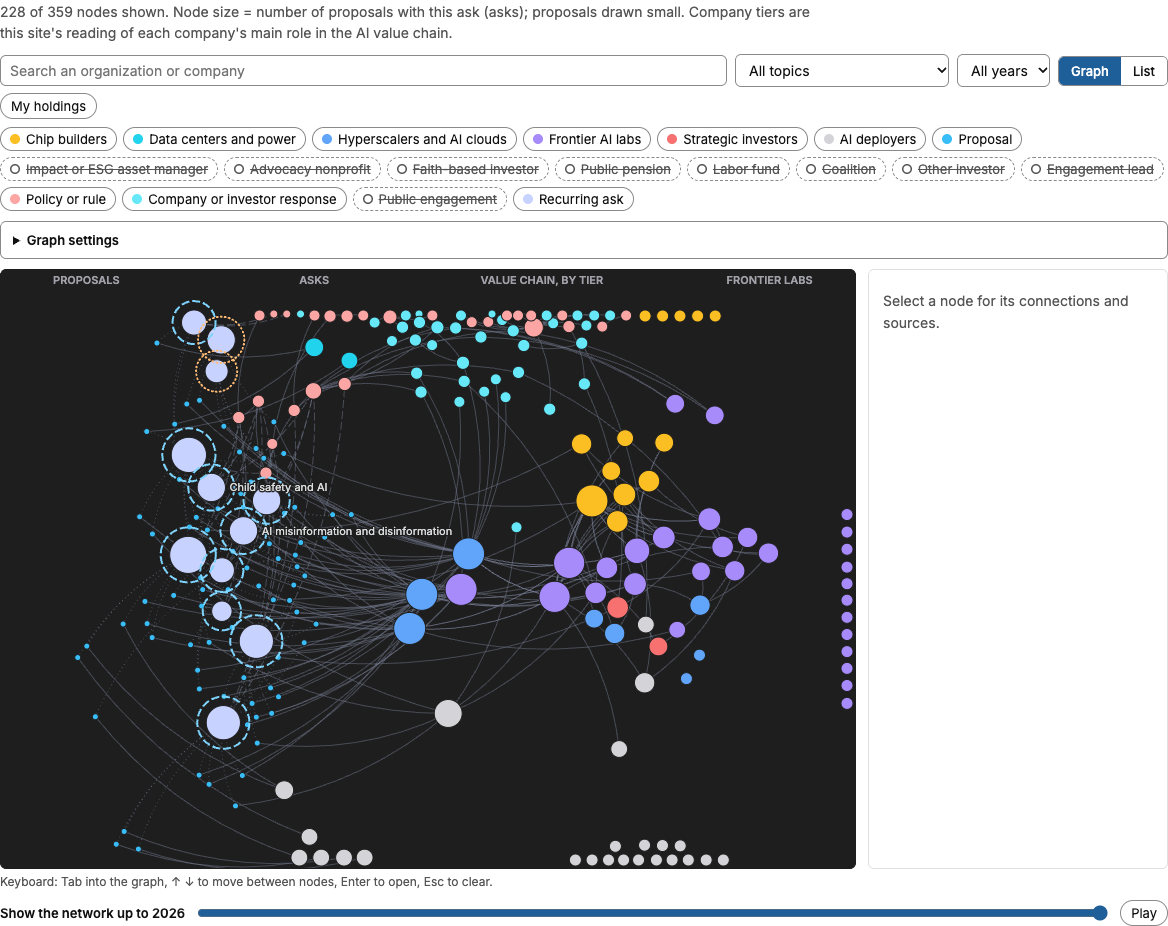 228 of 359 nodes shown. Node size = number of proposals with this ask (asks); proposals drawn small. Company tiers are
this site's reading of each company's main role in the AI value chain.
Search an organization or company
All topics
All years
Graph
List
My holdings
Chip builders
Data centers and power
Hyperscalers and AI clouds
Frontier AI labs
Strategic investors
AI deployers
Proposal
Impact or ESG asset manager
Advocacy nonprofit
Faith-based investor
Public pension
Labor fund
Coalition
Other investor
Engagement lead
Policy or rule
Company or investor response
Public engagement
Recurring ask
Graph settings
PROPOSALS
ASKS
VALUE CHAIN, BY TIER
FRONTIER LABS
Select a node for its connections and
sources.
Child safety and AI
AI misinformation and disinformation
Keyboard: Tab into the graph, ↑ ↓ to move between nodes, Enter to open, Esc to clear.
Show the network up to 2026
Play